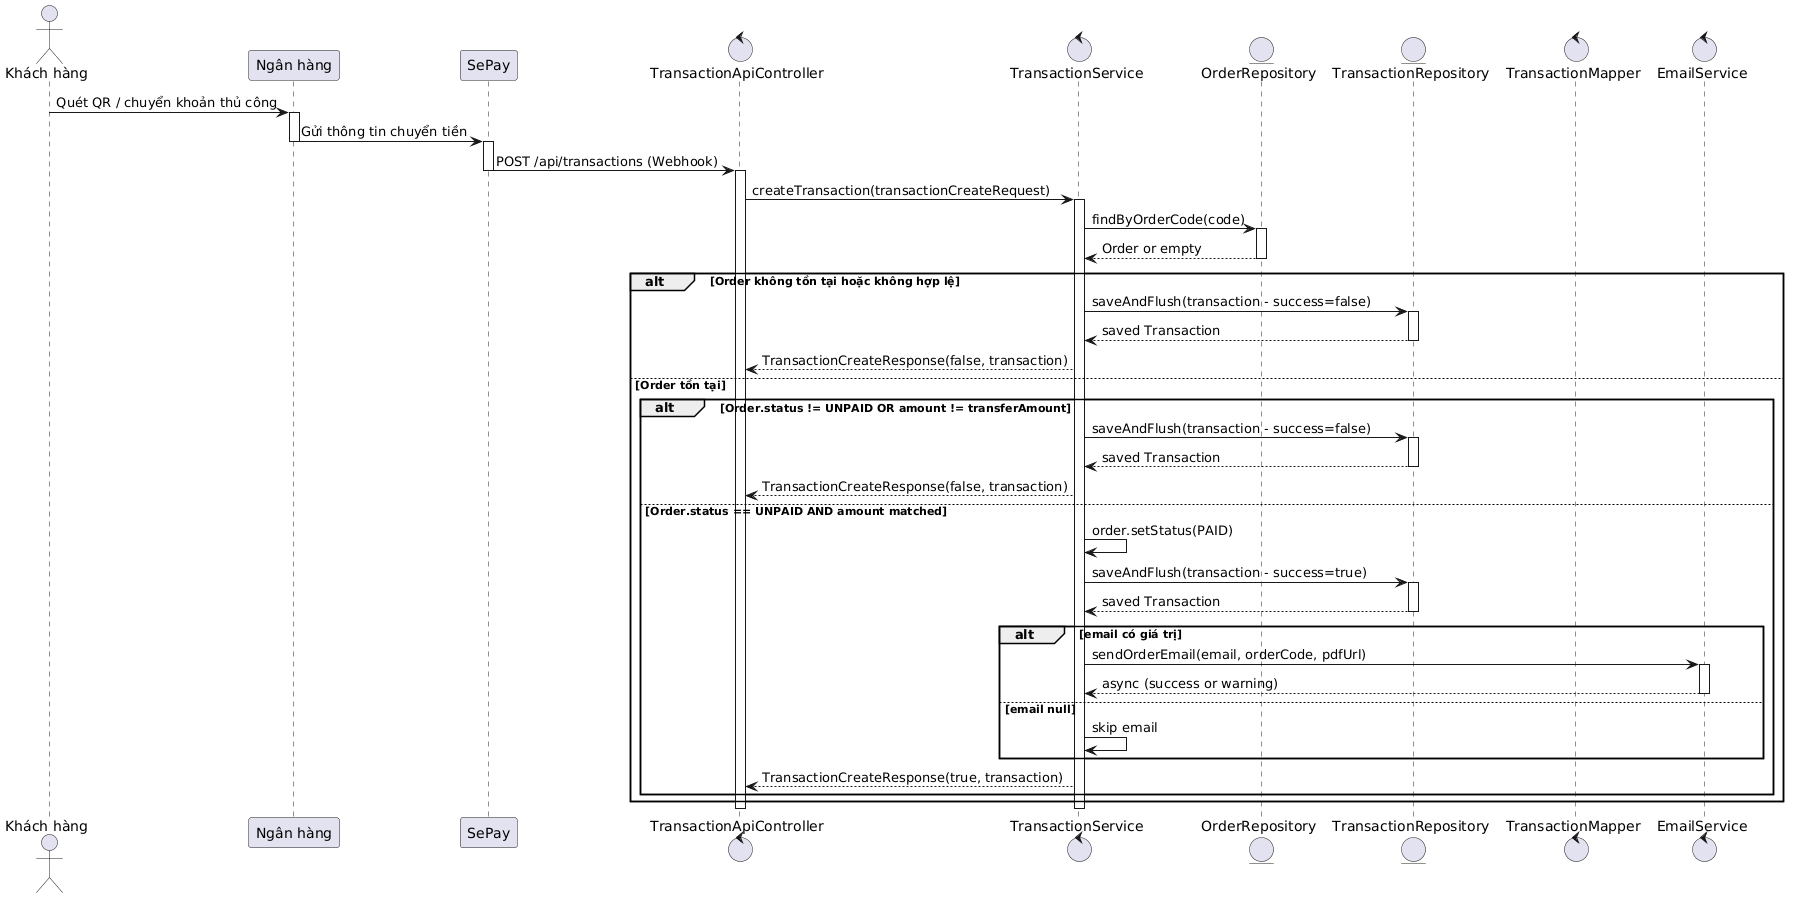 Khách hàng
Ngân hàng
SePay
TransactionApiController
TransactionService
OrderRepository
TransactionRepository
TransactionMapper
EmailService
Quét QR / chuyển khoản thủ công
Gửi thông tin chuyển tiền
POST /api/transactions (Webhook)
createTransaction(transactionCreateRequest)
findByOrderCode(code)
Order or empty
alt
[Order không tồn tại hoặc không hợp lệ]
saveAndFlush(transaction - success=false)
saved Transaction
TransactionCreateResponse(false, transaction)
[Order tồn tại]
alt
[Order.status != UNPAID OR amount != transferAmount]
saveAndFlush(transaction - success=false)
saved Transaction
TransactionCreateResponse(false, transaction)
[Order.status == UNPAID AND amount matched]
order.setStatus(PAID)
saveAndFlush(transaction - success=true)
saved Transaction
alt
[email có giá trị]
sendOrderEmail(email, orderCode, pdfUrl)
async (success or warning)
[email null]
skip email
TransactionCreateResponse(true, transaction)
Khách hàng
Ngân hàng
SePay
TransactionApiController
TransactionService
OrderRepository
TransactionRepository
TransactionMapper
EmailService